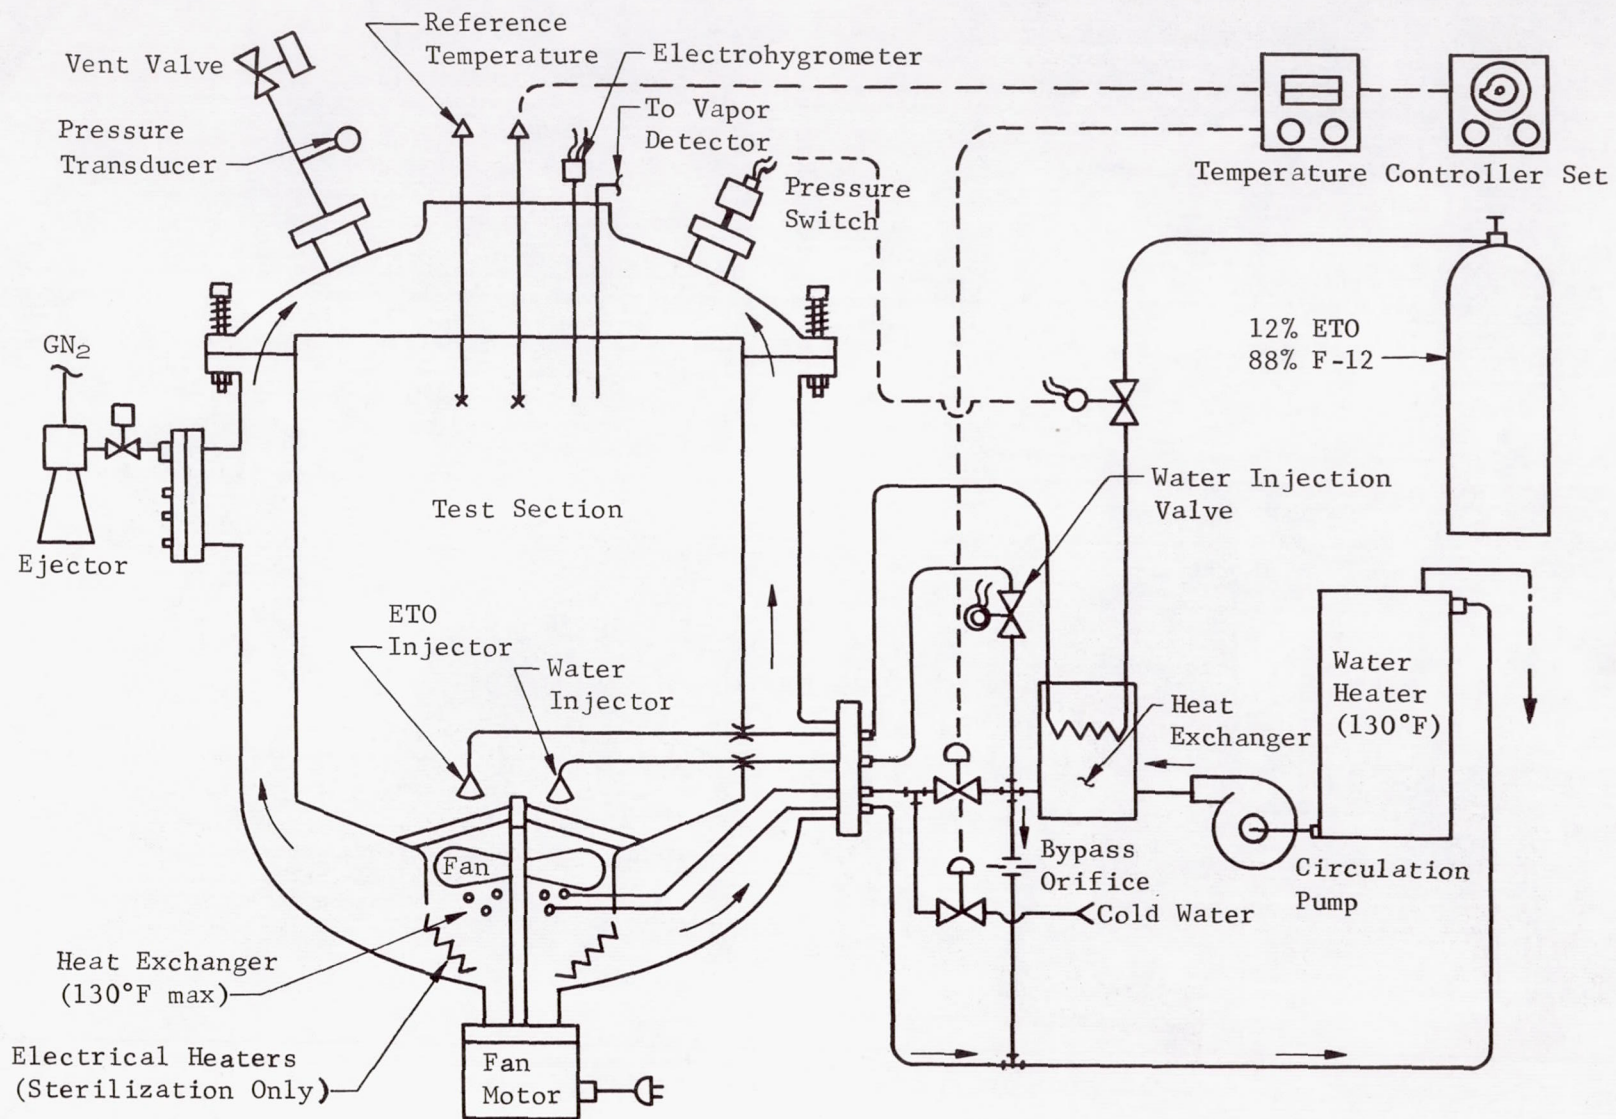 Reference
Temperature
Electrohygrometer
Vent Valve
To Vapor
Detector
Pressure
Transducer
Pressure
Switch
Temperature Controller Set
12% ETO
88% F-12
GN2
Ejector
Test Section
Water Injection
Valve
ETO
Injector
Water
Injector
Heat
Exchanger
Water
Heater
(130°F)
Fan
Bypass
Orifice
Circulation
Pump
Cold Water
Heat Exchanger
(130°F max)
Electrical Heaters
(Sterilization Only)
Fan
Motor